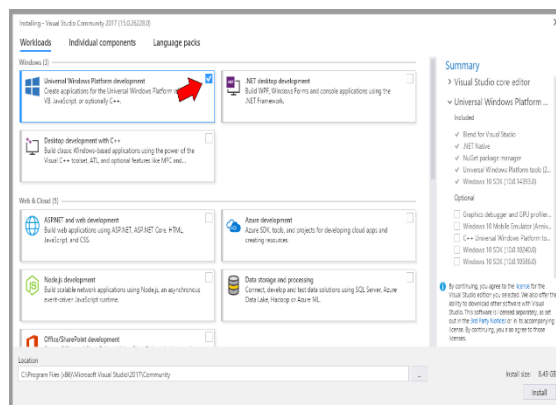 Installing - Visual Studio Community 2017 (15.0.26228.0)
Workloads Individual components Language packs
Windows (3)
Universal Windows Platform development
Create applications for the Universal Windows Platform
VB, JavaScript, or optionally C++.
.NET desktop development
Build WPF, Windows Forms and console applications using the
.NET Framework.
Desktop development with C++
Build classic Windows-based applications using the power of the
Visual C++ toolset, ATL, and optional features like MFC and...
Web & Cloud (5)
ASP.NET and web development
Build web applications using ASP.NET, ASP.NET Core, HTML,
JavaScript, and CSS.
Azure development
Azure SDK, tools, and projects for developing cloud apps and
creating resources.
Node.js development
Build scalable network applications using Node.js, an asynchronous
event-driven JavaScript runtime.
Data storage and processing
Connect, develop and test data solutions using SQL Server, Azure
Data Lake, Hadoop or Azure ML.
Office/SharePoint development
Summary
Visual Studio core editor
Universal Windows Platform ...
Included
Blend for Visual Studio
.NET Native
NuGet package manager
Universal Windows Platform tools (2...
Windows 10 SDK (10.0.14393.0)
Optional
Graphics debugger and GPU profiler...
Windows 10 Mobile Emulator (Anniv...
C++ Universal Windows Platform to...
Windows 10 SDK (10.0.10240.0)
Windows 10 SDK (10.0.10586.0)
By continuing, you agree to the license for the
Visual Studio edition you selected. We also offer the
ability to download other software with Visual
Studio. This software is licensed separately, as set
out in the 3rd Party Notices or in its accompanying
license. By continuing, you also agree to those
licenses.
Location
C:\Program Files (x86)\Microsoft Visual Studio\2017\Community
...
Install size: 8.49 GB
Install